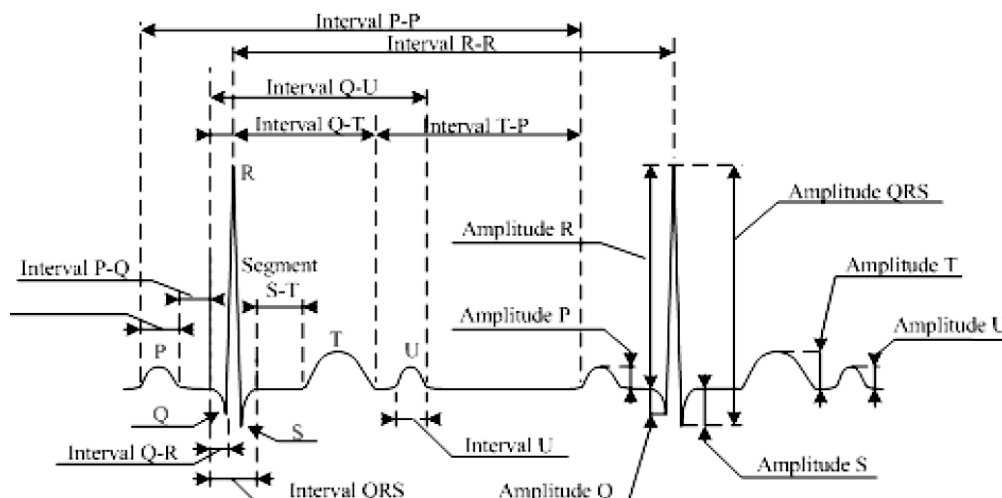 Interval P-P
Interval R-R
Interval Q-U
Interval Q-T
Interval T-P
R
Amplitude QRS
Amplitude R
Interval P-Q
Segment
S-T
Amplitude T
Amplitude P
Amplitude U
P
T
U
Q
S
Interval Q-R
Interval U
Amplitude S
Interval QRS
Amplitude Q